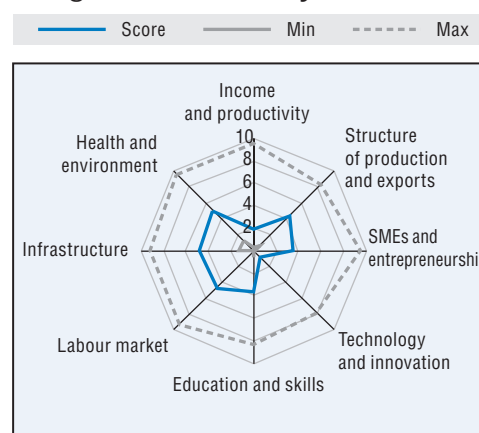 Score Min Max
Income
and productivity
10
8
6
4
2
Structure
of production
and exports
SMEs and
entrepreneurshi
Technology
and innovation
Education and skills
Labour market
Infrastructure
Health and
environment